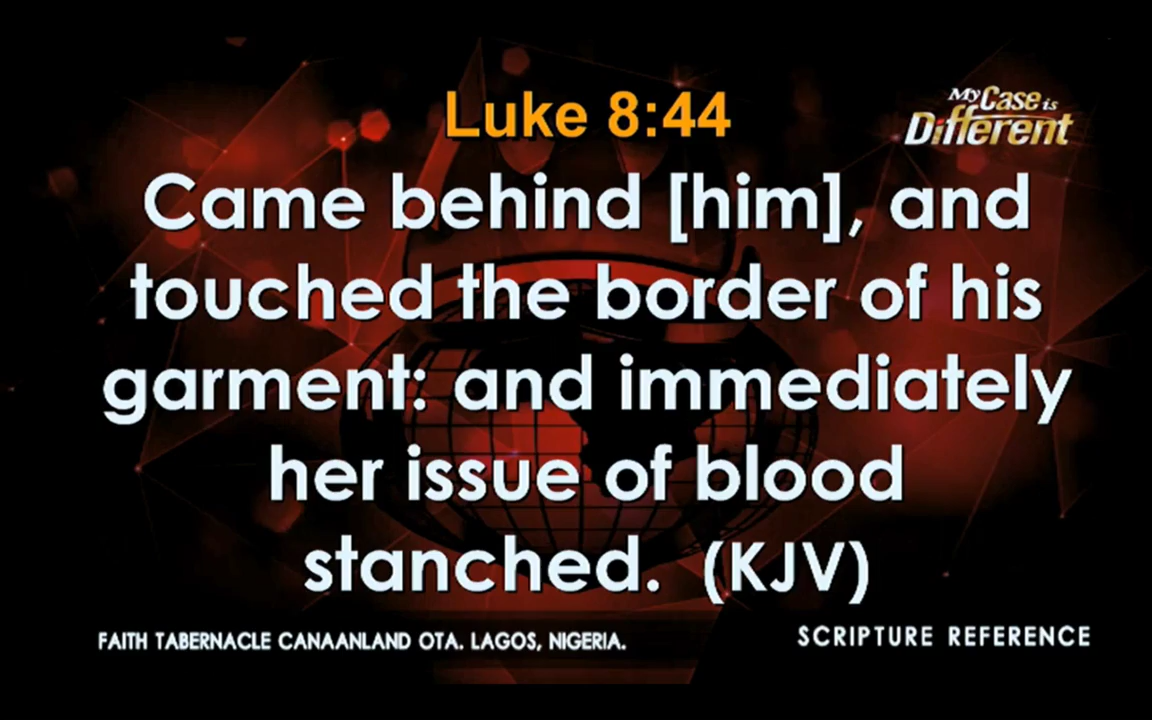 Luke 8:44
My Case is
Different
Came behind [him], and
touched the border of his
garment: and immediately
her issue of blood
stanched. (KJV)
FAITH TABERNACLE CANAANLAND OTA. LAGOS, NIGERIA.
SCRIPTURE REFERENCE